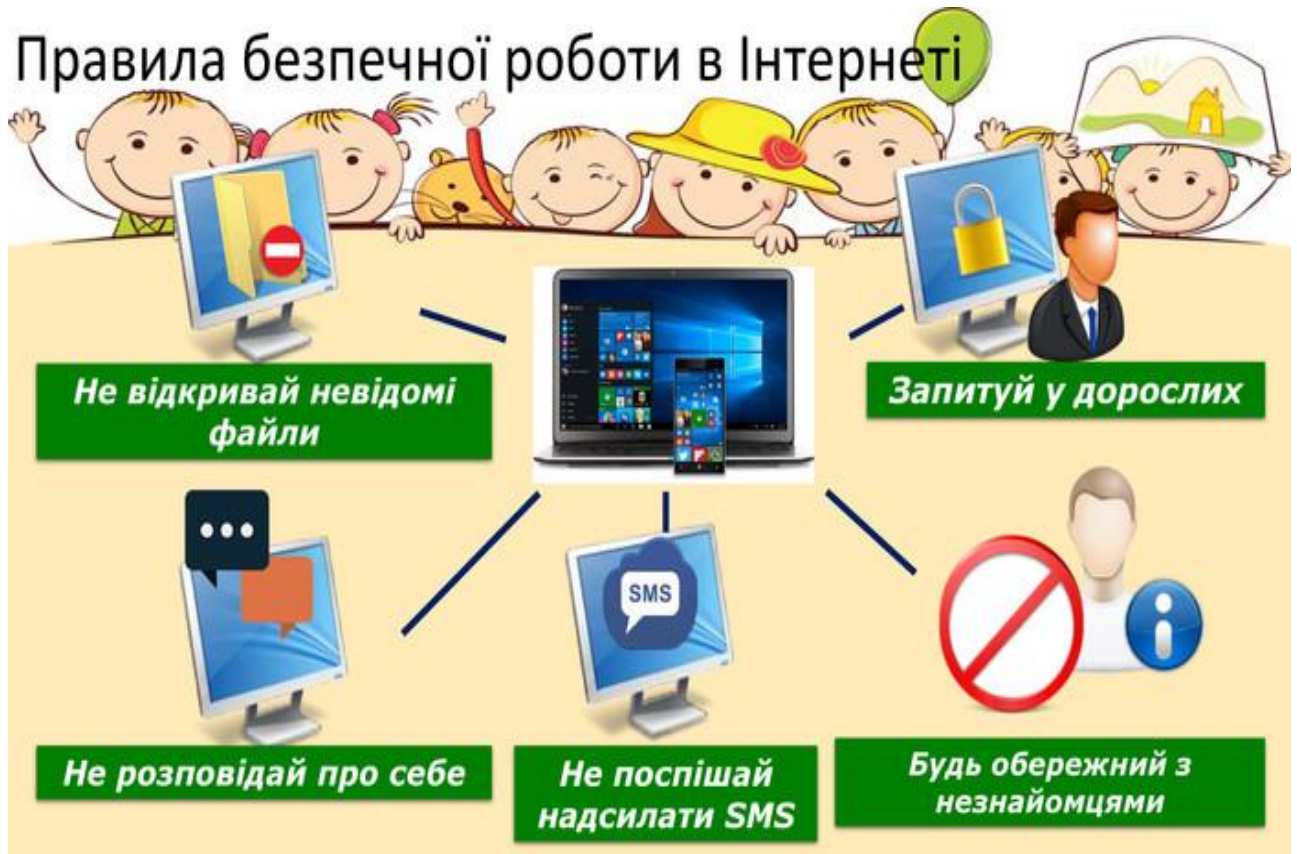 Правила безпечної роботи в Інтернеті
Не відкривай невідомі
файли
Запитуй у дорослих
SMS
Не розповідай про себе
Не поспішай
надсилати SMS
Будь обережний з
незнайомцями